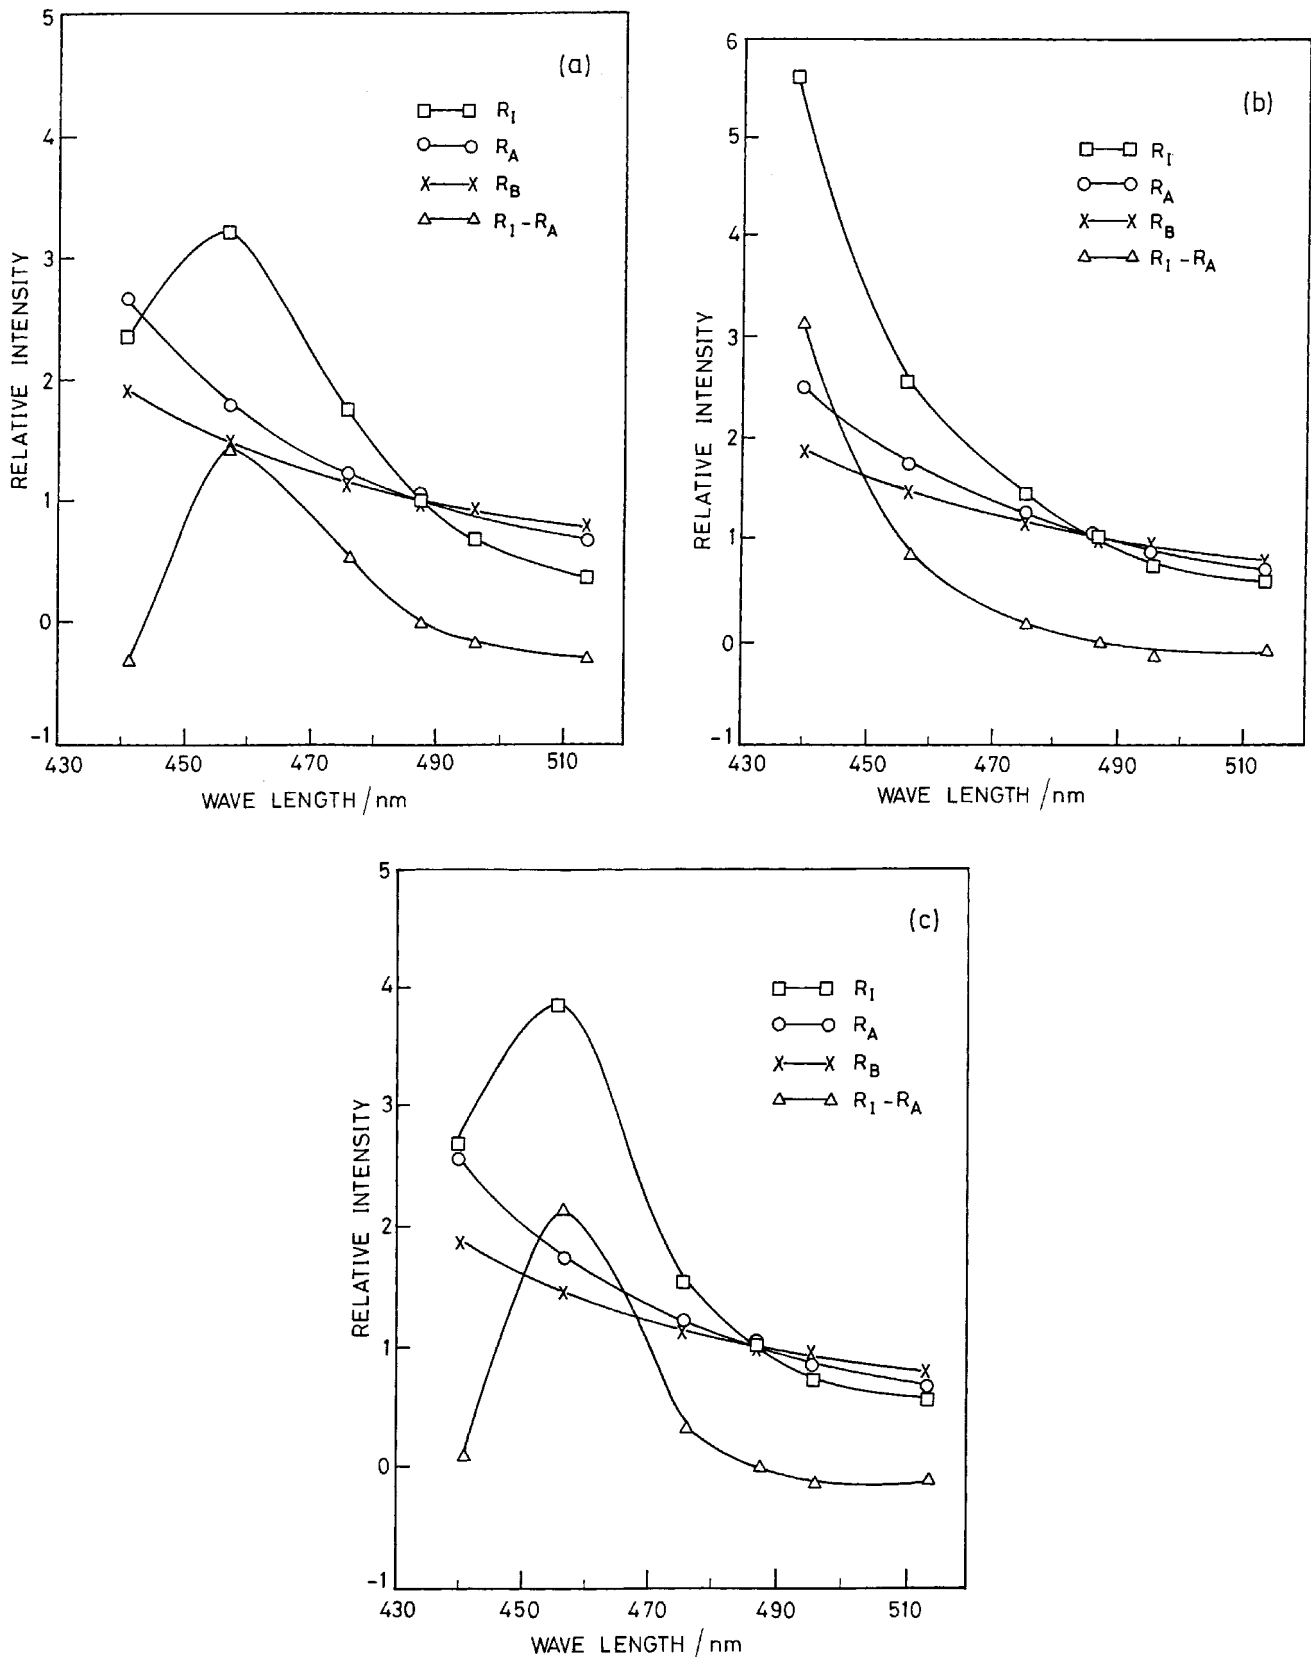 5
(a)
R_I
R_A
R_B
R_I - R_A
4
3
2
1
0
-1
RELATIVE INTENSITY
430 450 470 490 510
WAVE LENGTH / nm
6
(b)
R_I
R_A
R_B
R_I - R_A
5
4
3
2
1
0
-1
RELATIVE INTENSITY
430 450 470 490 510
WAVE LENGTH / nm
5
(c)
R_I
R_A
R_B
R_I - R_A
4
3
2
1
0
-1
RELATIVE INTENSITY
430 450 470 490 510
WAVE LENGTH / nm